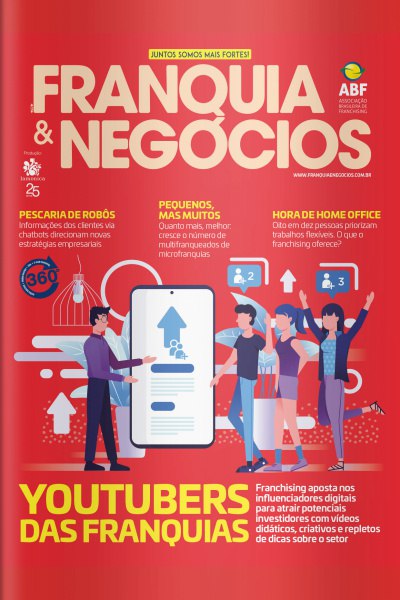 JUNTOS SOMOS MAIS FORTES!
FRANQUIA
& NEGÓCIOS
ABF
ASSOCIAÇÃO
BRASILEIRA DE
FRANCHISING
WWW.FRANQUIAENEGOCIOS.COM.BR
Produção:
lamonica
25
PESCARIA DE ROBÔS
Informações dos clientes via
chatbots direcionam novas
estratégias empresariais
PEQUENOS,
MAS MUITOS
Quanto mais, melhor:
cresce o número de
multifranqueados de
microfranquias
HORA DE HOME OFFICE
Oito em dez pessoas priorizam
trabalhos flexíveis. O que o
franchising oferece?
360°
2
3
YOUTUBERS
DAS FRANQUIAS
Franchising aposta nos
influenciadores digitais
para atrair potenciais
investidores com vídeos
didáticos, criativos e repletos
de dicas sobre o setor